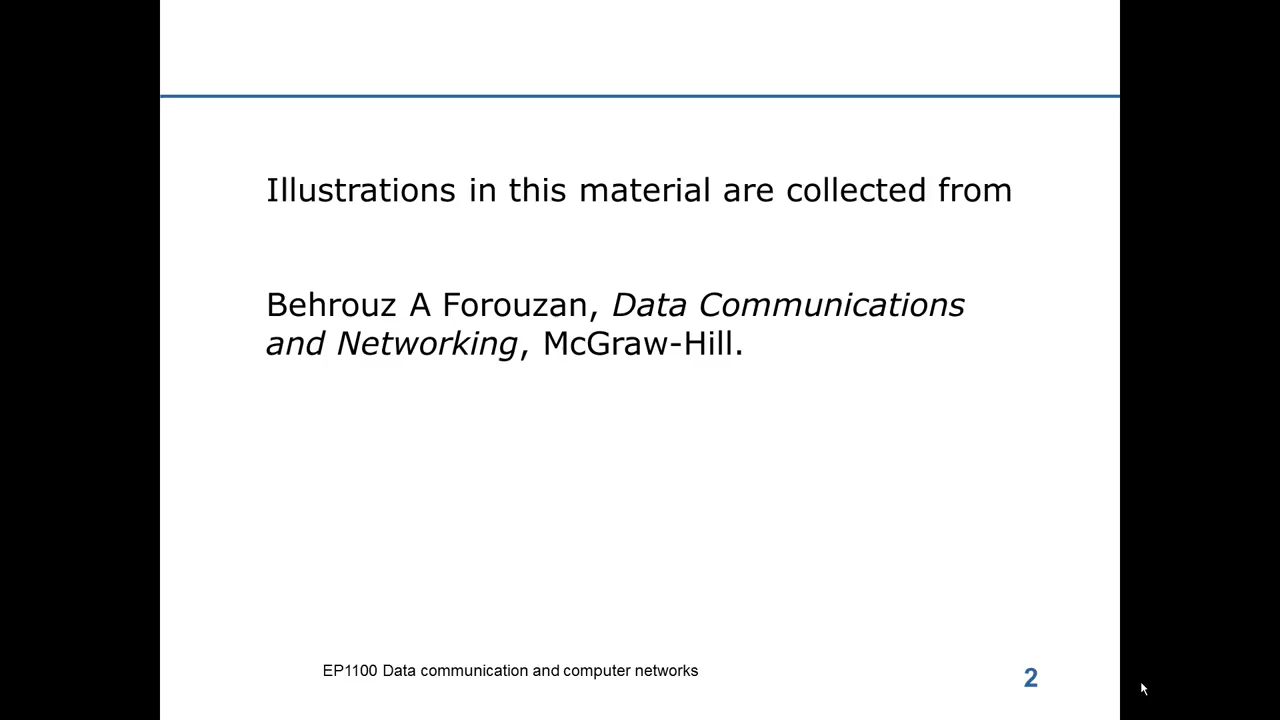 Illustrations in this material are collected from
Behrouz A Forouzan, Data Communications
and Networking, McGraw-Hill.
EP1100 Data communication and computer networks
2